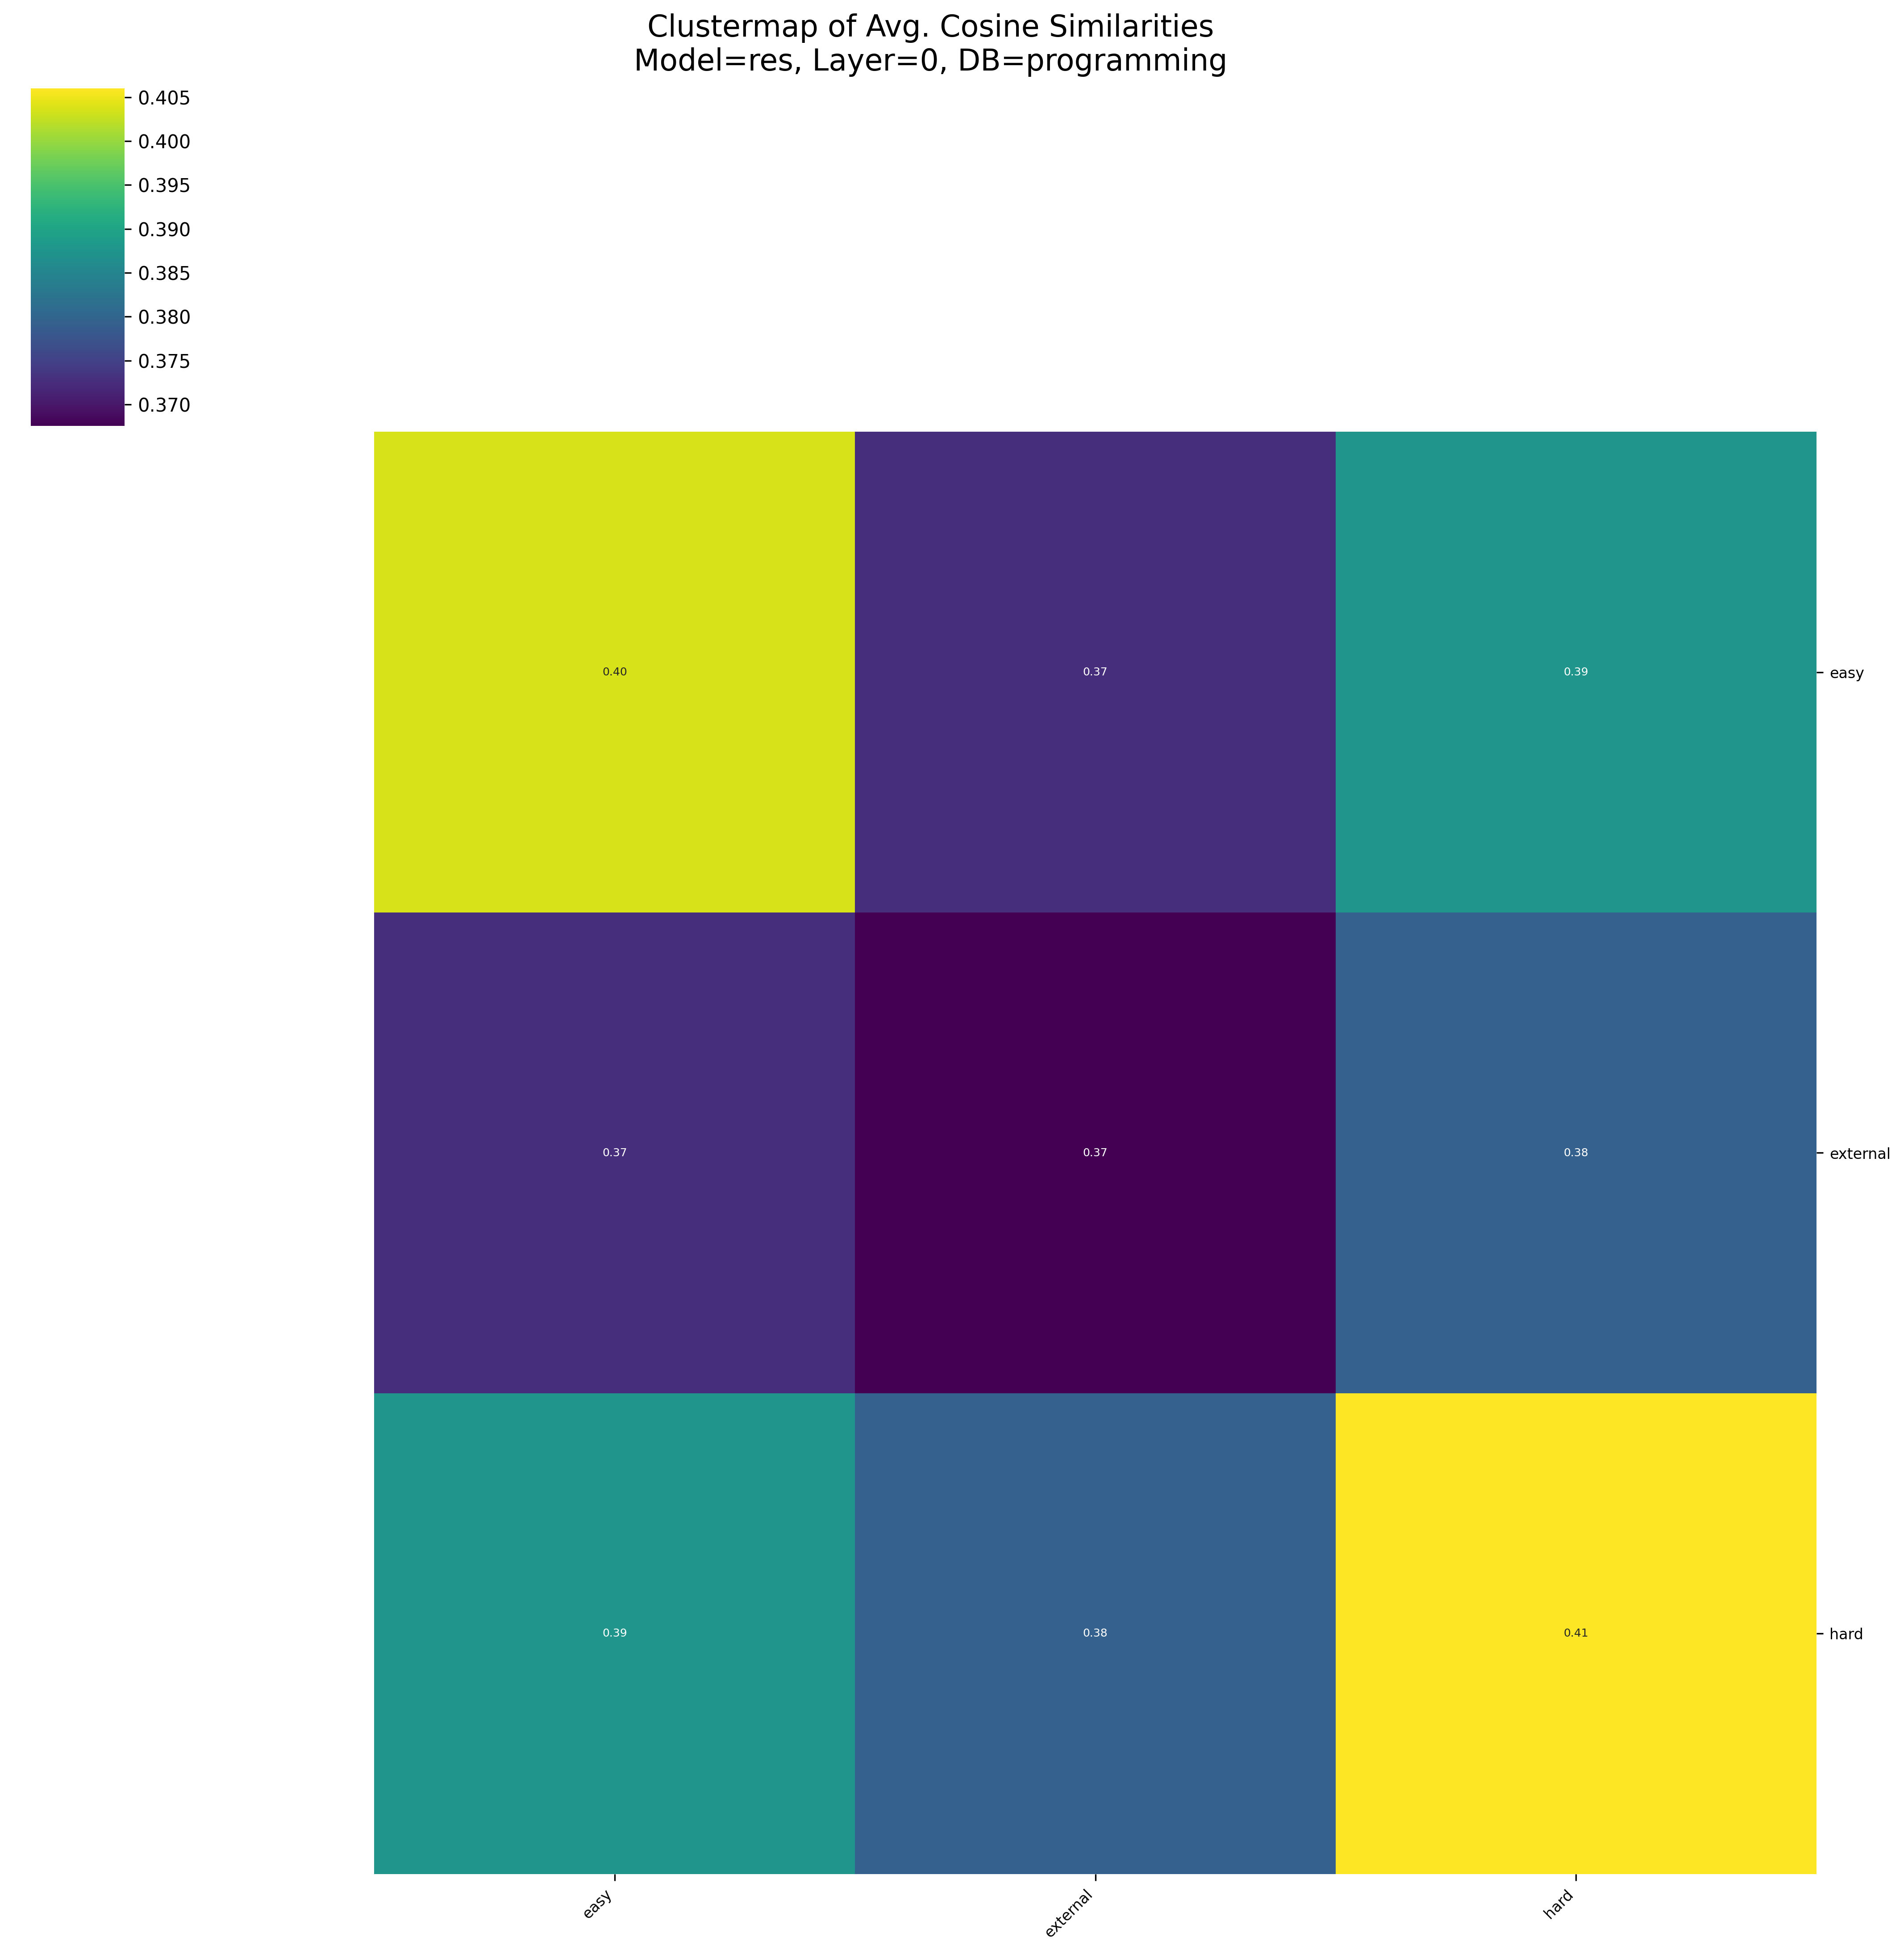 Clustermap of Avg. Cosine Similarities
Model=res, Layer=0, DB=programming
0.405
0.400
0.395
0.390
0.385
0.380
0.375
0.370
0.40 0.37 0.39 easy
0.37 0.37 0.38 external
0.39 0.38 0.41 hard
easy external hard